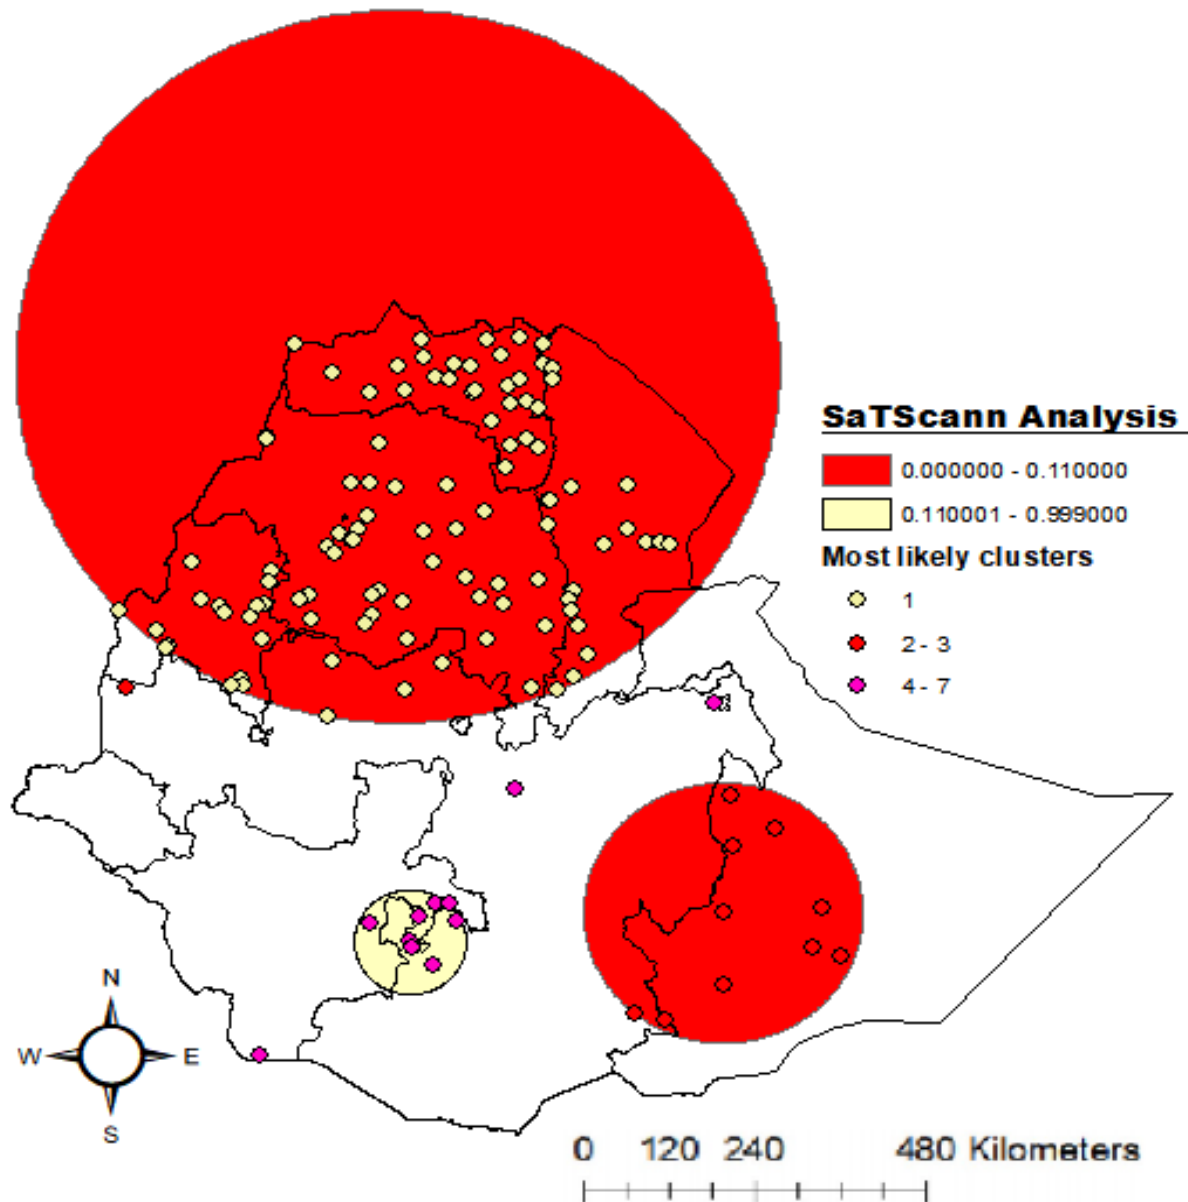 SaTScann Analysis
0.000000 - 0.110000
0.110001 - 0.999000
Most likely clusters
1
2 - 3
4 - 7
N
W E
S
0 120 240 480 Kilometers